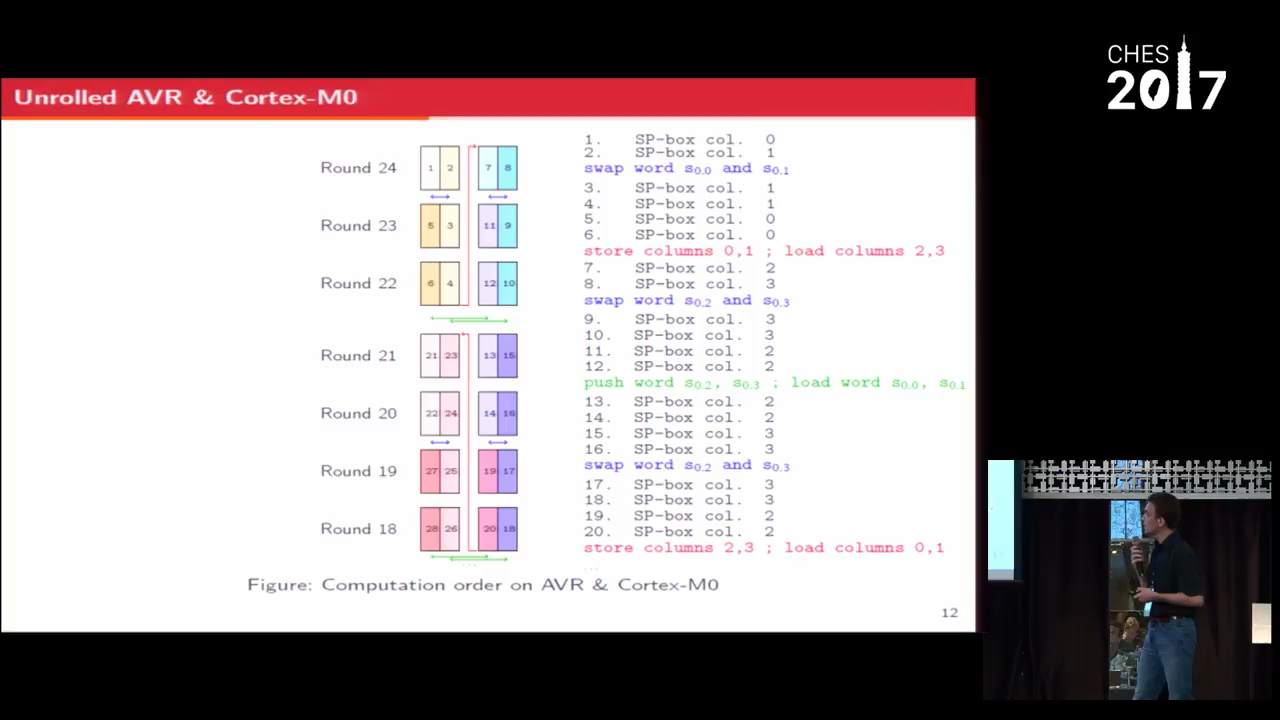 CHES
2017
Unrolled AVR & Cortex-M0
Round 24
1 2 7 8
Round 23
5 3 11 9
Round 22
6 4 12 10
Round 21
21 23 13 15
Round 20
22 24 14 16
Round 19
27 25 19 17
Round 18
28 26 20 18
...
1. SP-box col. 0
2. SP-box col. 1
swap word s0.0 and s0.1
3. SP-box col. 1
4. SP-box col. 1
5. SP-box col. 0
6. SP-box col. 0
store columns 0,1 ; load columns 2,3
7. SP-box col. 2
8. SP-box col. 3
swap word s0.2 and s0.3
9. SP-box col. 3
10. SP-box col. 3
11. SP-box col. 2
12. SP-box col. 2
push word s0.2, s0.3 ; load word s0.0, s0.1
13. SP-box col. 2
14. SP-box col. 2
15. SP-box col. 3
16. SP-box col. 3
swap word s0.2 and s0.3
17. SP-box col. 3
18. SP-box col. 3
19. SP-box col. 2
20. SP-box col. 2
store columns 2,3 ; load columns 0,1
...
Figure: Computation order on AVR & Cortex-M0
12